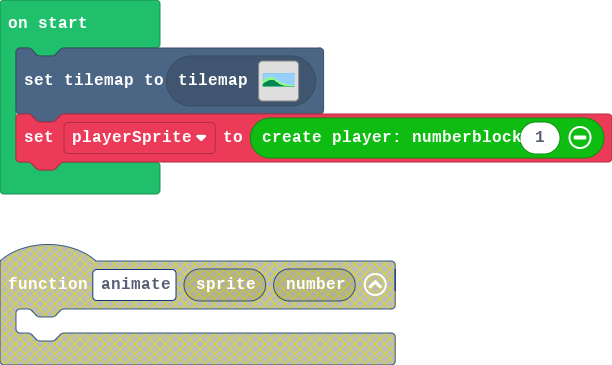 on start
set tilemap to tilemap
set playerSprite to create player: numberblock 1
function animate sprite number